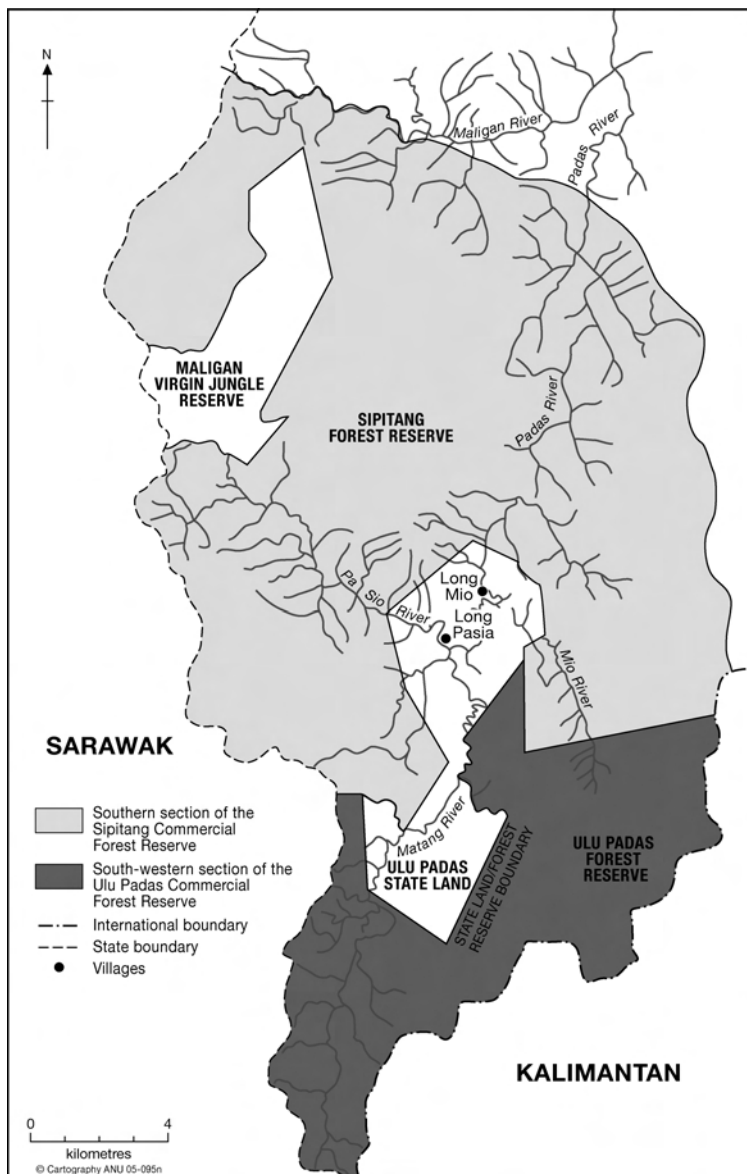 N
Maligan River
Padas River
MALIGAN
VIRGIN JUNGLE
RESERVE
SIPITANG
FOREST RESERVE
Padas River
Pa Sio River
Long
Mio
Long
Pasia
Mio River
SARAWAK
Matang River
ULU PADAS
STATE LAND
STATE LAND/FOREST
RESERVE BOUNDARY
ULU PADAS
FOREST
RESERVE
Southern section of the
Sipitang Commercial
Forest Reserve
South-western section of the
Ulu Padas Commercial
Forest Reserve
International boundary
State boundary
Villages
KALIMANTAN
0 4
kilometres
© Cartography ANU 05-095n